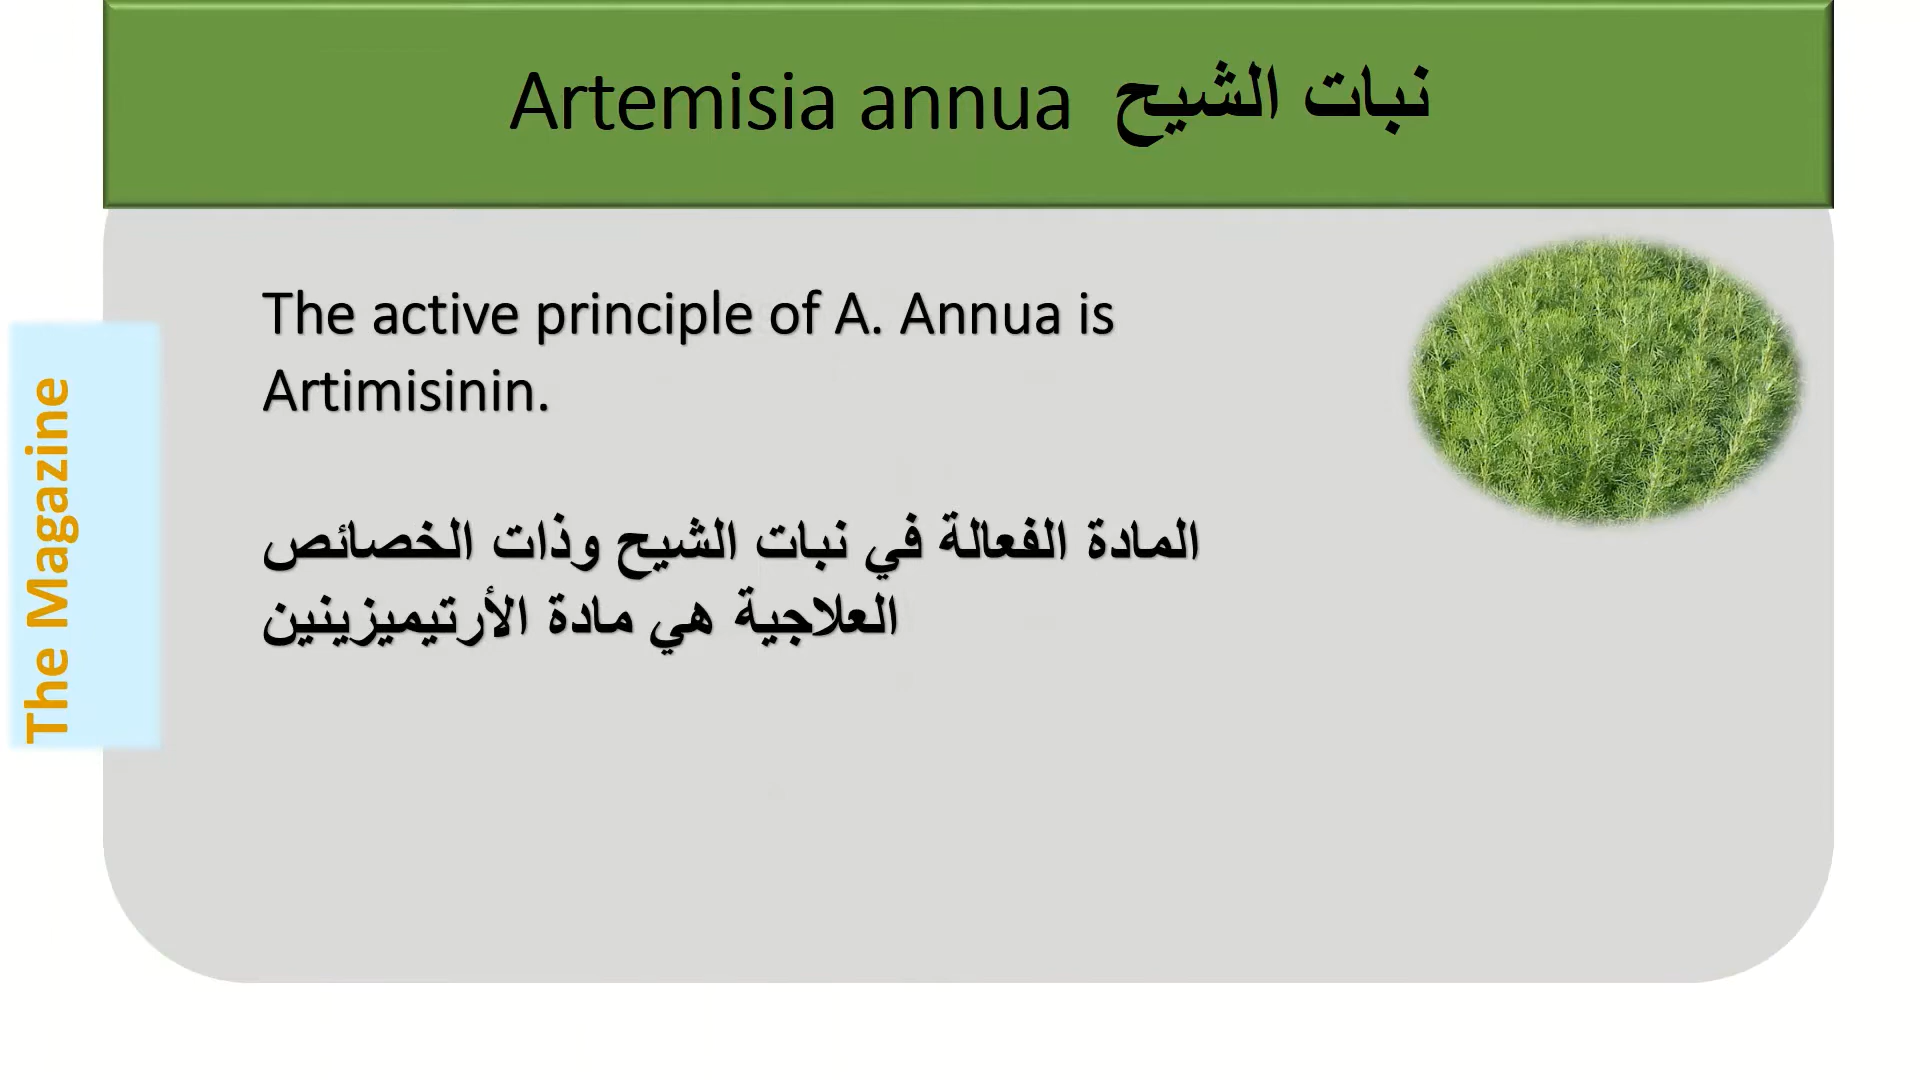 Artemisia annua نبات الشيح
The active principle of A. Annua is
Artimisinin.
المادة الفعالة في نبات الشيح وذات الخصائص
العلاجية هي مادة الأرتيميزينين
The Magazine